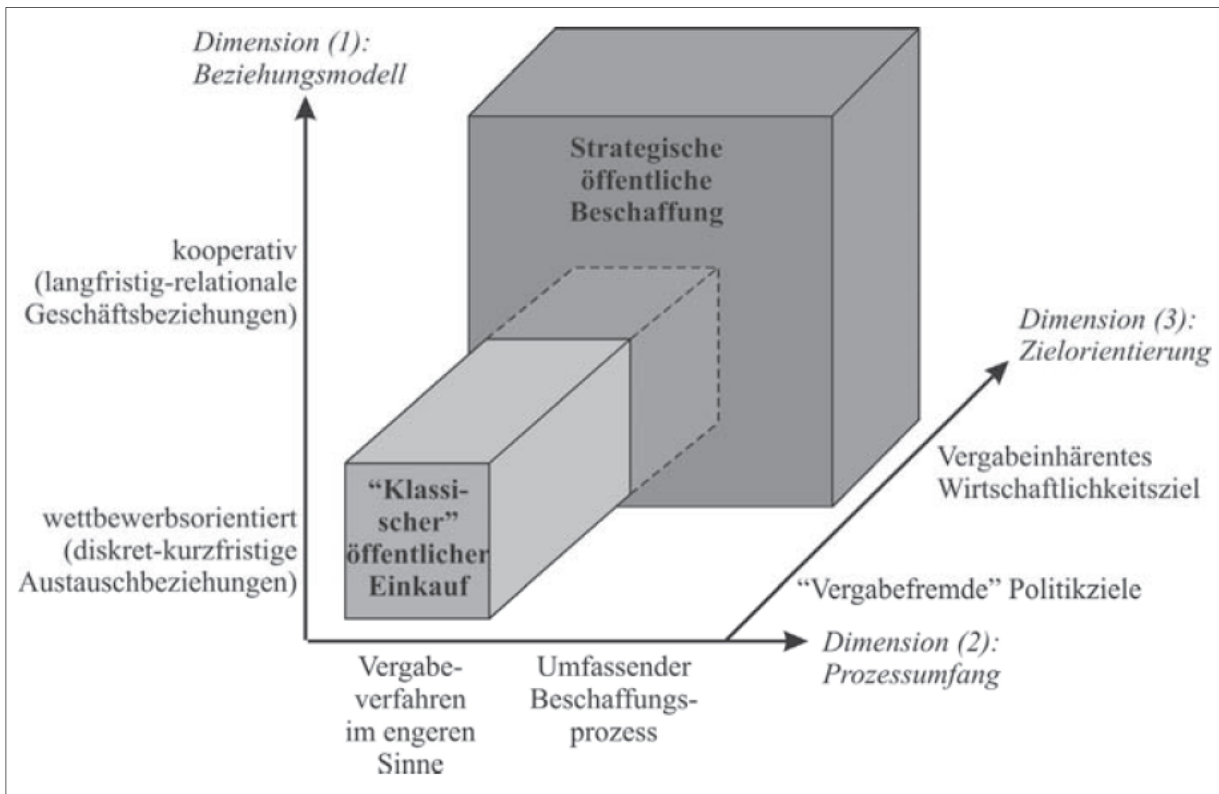 Dimension (1):
Beziehungsmodell
Strategische
öffentliche
Beschaffung
kooperativ
(langfristig-relationale
Geschäftsbeziehungen)
Dimension (3):
Zielorientierung
Vergabeinhärentes
Wirtschaftlichkeitsziel
“Klassi-
scher”
öffentlicher
Einkauf
wettbewerbsorientiert
(diskret-kurzfristige
Austauschbeziehungen)
“Vergabefremde” Politikziele
Dimension (2):
Prozessumfang
Vergabe-
verfahren
im engeren
Sinne
Umfassender
Beschaffungs-
prozess